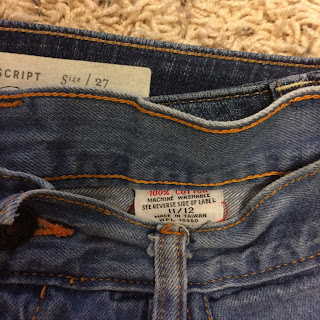 SCRIPT Size / 27
100% COTTON
MACHINE WASHABLE
SEE REVERSE SIDE OF LABEL
11/12
MADE IN TAIWAN